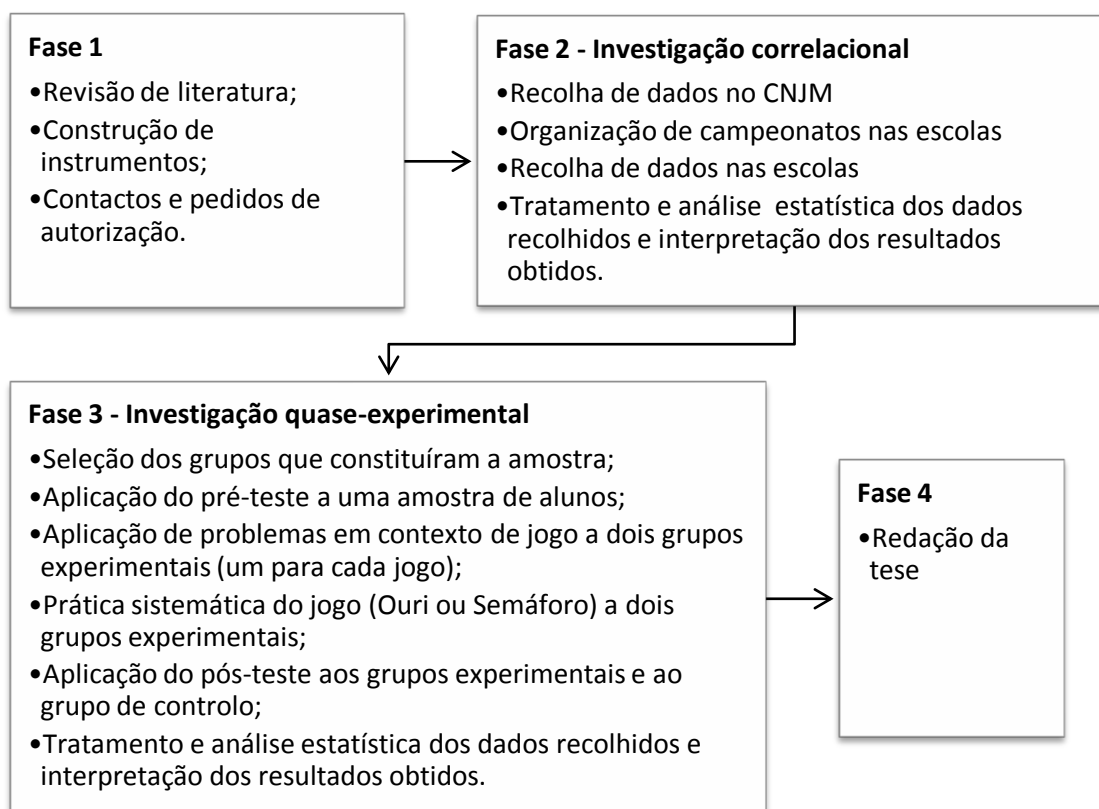 Fase 1
•Revisão de literatura;
•Construção de
instrumentos;
•Contactos e pedidos de
autorização.
Fase 2 - Investigação correlacional
•Recolha de dados no CNJM
•Organização de campeonatos nas escolas
•Recolha de dados nas escolas
•Tratamento e análise estatística dos dados
recolhidos e interpretação dos resultados
obtidos.
Fase 3 - Investigação quase-experimental
•Seleção dos grupos que constituíram a amostra;
•Aplicação do pré-teste a uma amostra de alunos;
•Aplicação de problemas em contexto de jogo a dois grupos
experimentais (um para cada jogo);
•Prática sistemática do jogo (Ouri ou Semáforo) a dois
grupos experimentais;
•Aplicação do pós-teste aos grupos experimentais e ao
grupo de controlo;
•Tratamento e análise estatística dos dados recolhidos e
interpretação dos resultados obtidos.
Fase 4
•Redação da
tese